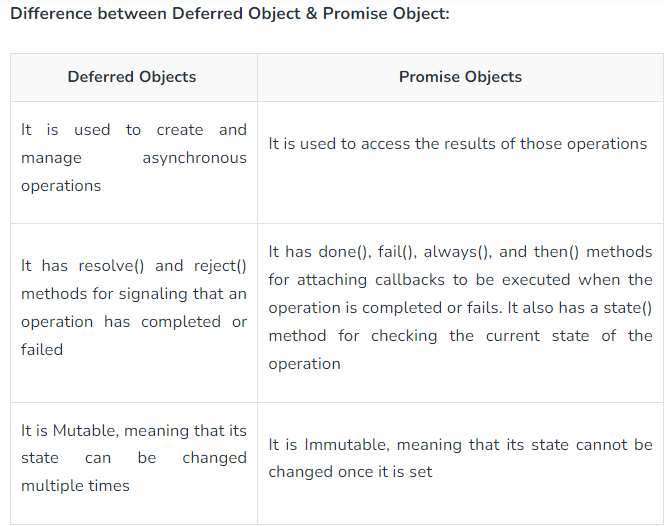 Difference between Deferred Object & Promise Object:
Deferred Objects
Promise Objects
It is used to create and
manage asynchronous
operations
It is used to access the results of those operations
It has resolve() and reject()
methods for signaling that an
operation has completed or
failed
It has done(), fail(), always(), and then() methods
for attaching callbacks to be executed when the
operation is completed or fails. It also has a state()
method for checking the current state of the
operation
It is Mutable, meaning that its
state can be changed
multiple times
It is Immutable, meaning that its state cannot be
changed once it is set